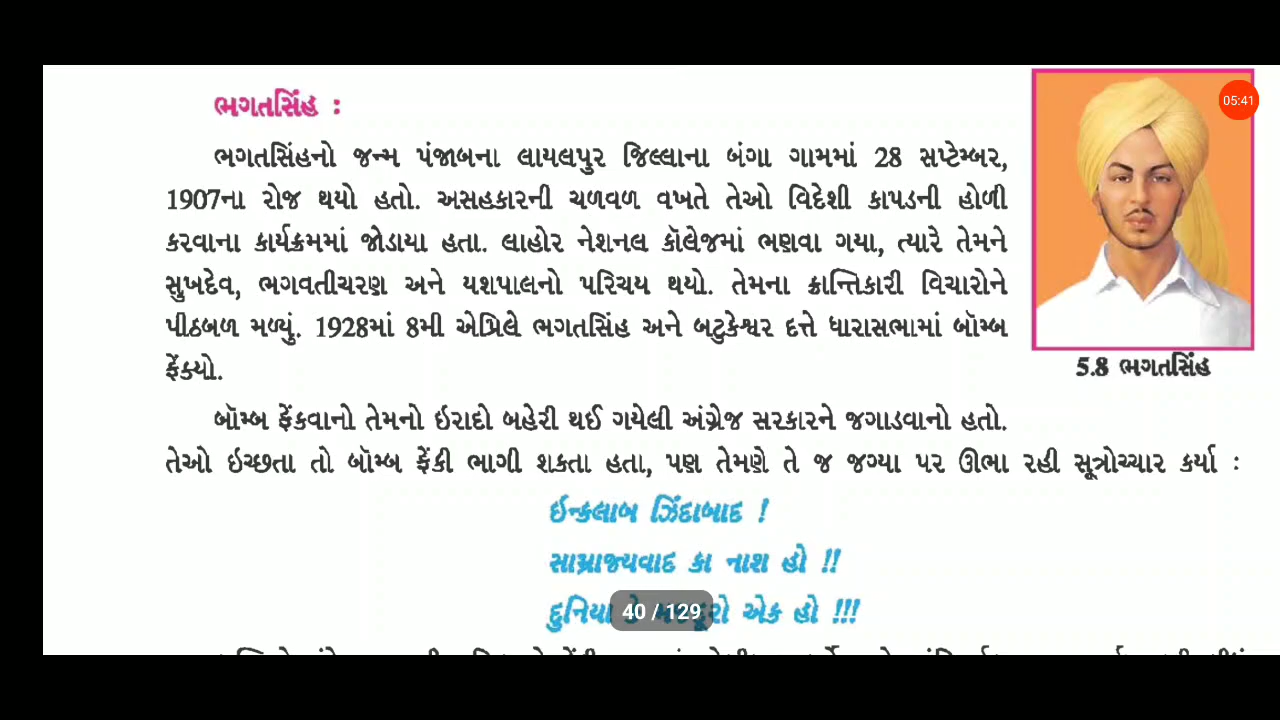 05:41
ભગતસિંહ :
ભગતસિંહનો જન્મ પંજાબના લાયલપુર જિલ્લાના બંગા ગામમાં 28 સપ્ટેમ્બર,
1907ના રોજ થયો હતો. અસહકારની ચળવળ વખતે તેઓ વિદેશી કાપડની હોળી
કરવાના કાર્યક્રમમાં જોડાયા હતા. લાહોર નેશનલ કૉલેજમાં ભણવા ગયા, ત્યારે તેમને
સુખદેવ, ભગવતીચરણ અને યશપાલનો પરિચય થયો. તેમના ક્રાન્તિકારી વિચારોને
પીઠબળ મળ્યું. 1928માં 8મી એપ્રિલે ભગતસિંહ અને બટુકેશ્વર દત્તે ધારાસભામાં બૉમ્બ
ફેંક્યો.
5.8 ભગતસિંહ
બૉમ્બ ફેંકવાનો તેમનો ઇરાદો બહેરી થઈ ગયેલી અંગ્રેજ સરકારને જગાડવાનો હતો.
તેઓ ઇચ્છતા તો બૉમ્બ ફેંકી ભાગી શકતા હતા, પણ તેમણે તે જ જગ્યા પર ઊભા રહી સૂત્રોચ્ચાર કર્યા :
ઈન્કલાબ ઝિંદાબાદ !
સામ્રાજ્યવાદ કા નાશ હો !!
દુનિયા એક હો !!!
40 / 129